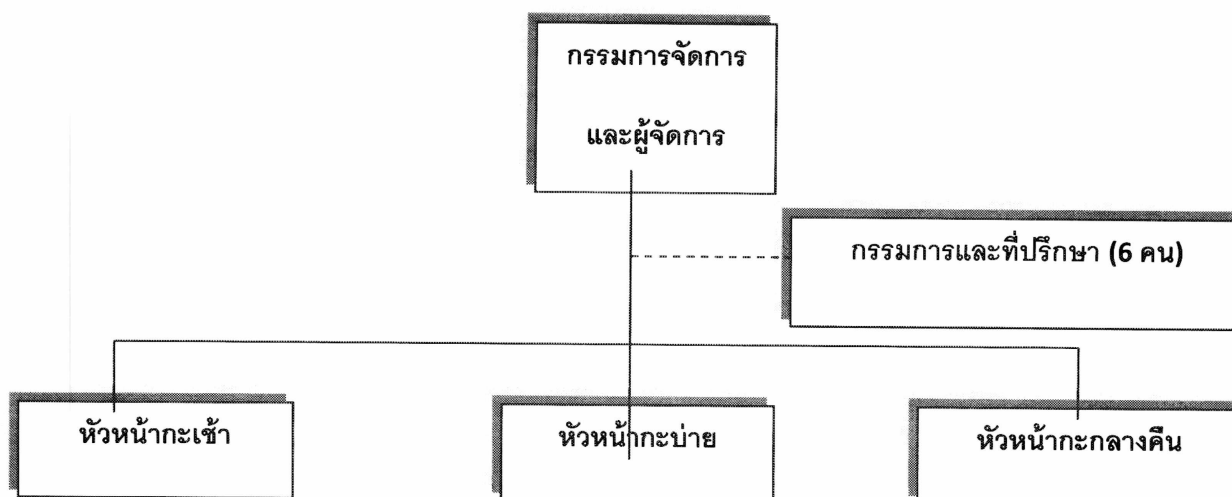 กรรมการจัดการ
และผู้จัดการ
กรรมการและที่ปรึกษา (6 คน)
หัวหน้ากะเช้า
หัวหน้ากะบ่าย
หัวหน้ากะกลางคืน